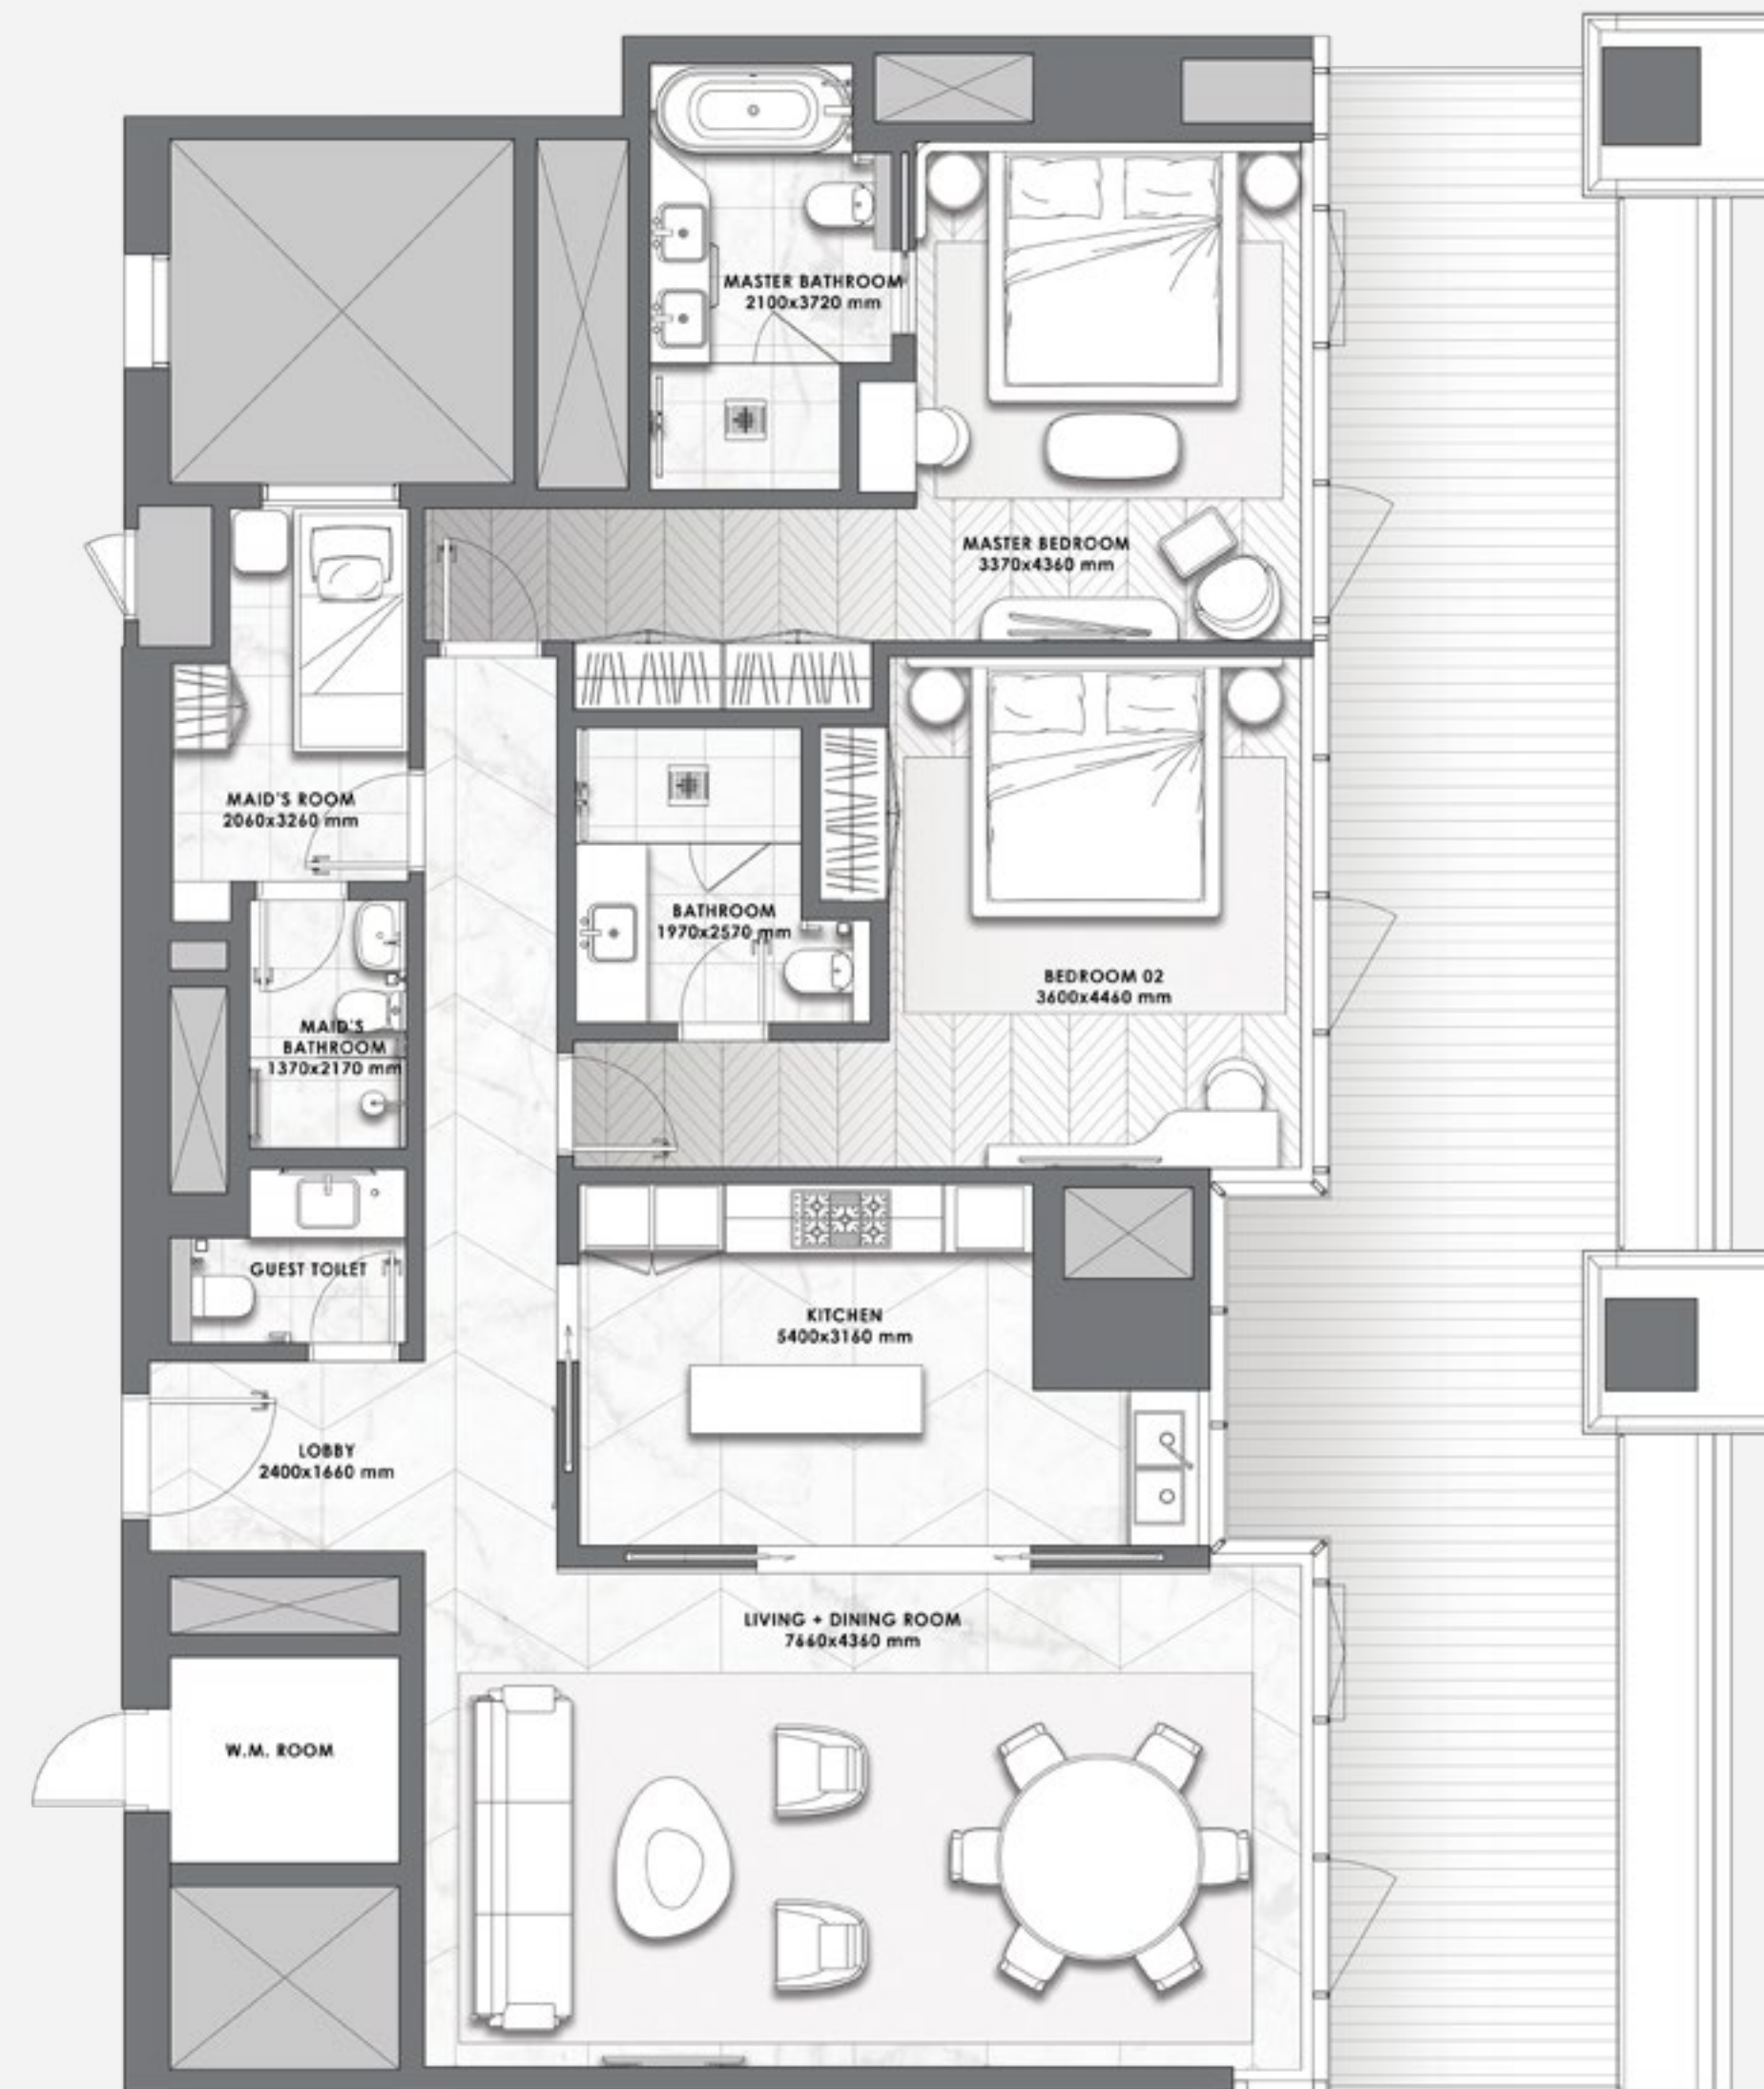 MASTER BATHROOM
2100x3720 mm
MASTER BEDROOM
3370x4360 mm
MAID'S ROOM
2060x3260 mm
BATHROOM
1970x2570 mm
BEDROOM 02
3600x4460 mm
MAID'S
BATHROOM
1370x2170 mm
GUEST TOILET
KITCHEN
5400x3160 mm
LOBBY
2400x1660 mm
LIVING + DINING ROOM
7660x4360 mm
W.M. ROOM